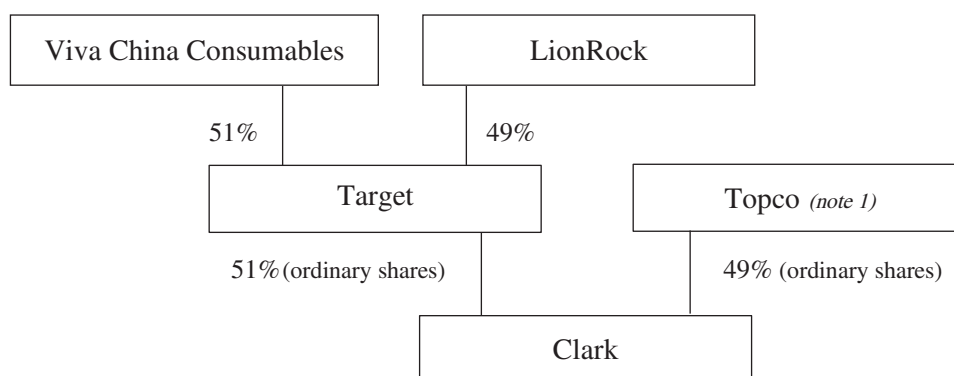 Viva China Consumables
LionRock
51%
49%
Target
Topco (note 1)
51% (ordinary shares)
49% (ordinary shares)
Clark